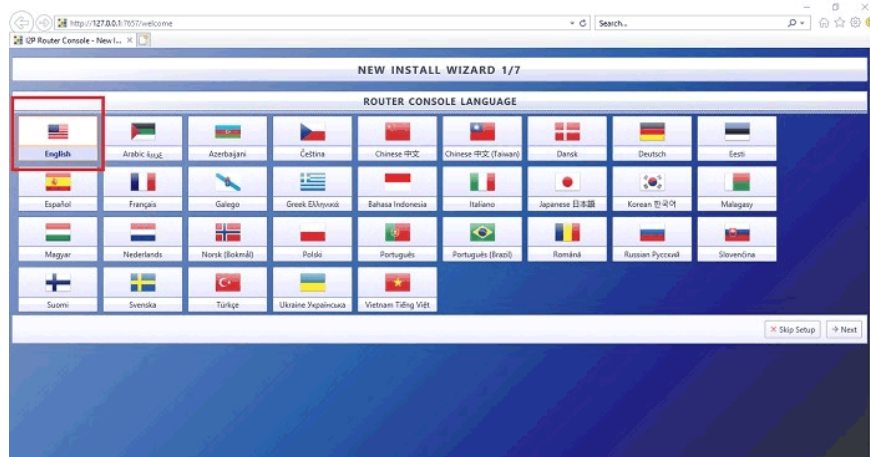 http://127.0.0.1:7657/welcome
Search...
I2P Router Console - New I...
NEW INSTALL WIZARD 1/7
ROUTER CONSOLE LANGUAGE
English Arabic عربية Azerbaijani Čeština Chinese 中文 Chinese 中文 (Taiwan) Dansk Deutsch Eesti
Español Français Galego Greek Ελληνικά Bahasa Indonesia Italiano Japanese 日本語 Korean 한국어 Malagasy
Magyar Nederlands Norsk (Bokmål) Polski Português Português (Brazil) Română Russian Русский Slovenčina
Suomi Svenska Türkçe Ukraine Українська Vietnam Tiếng Việt
Skip Setup Next